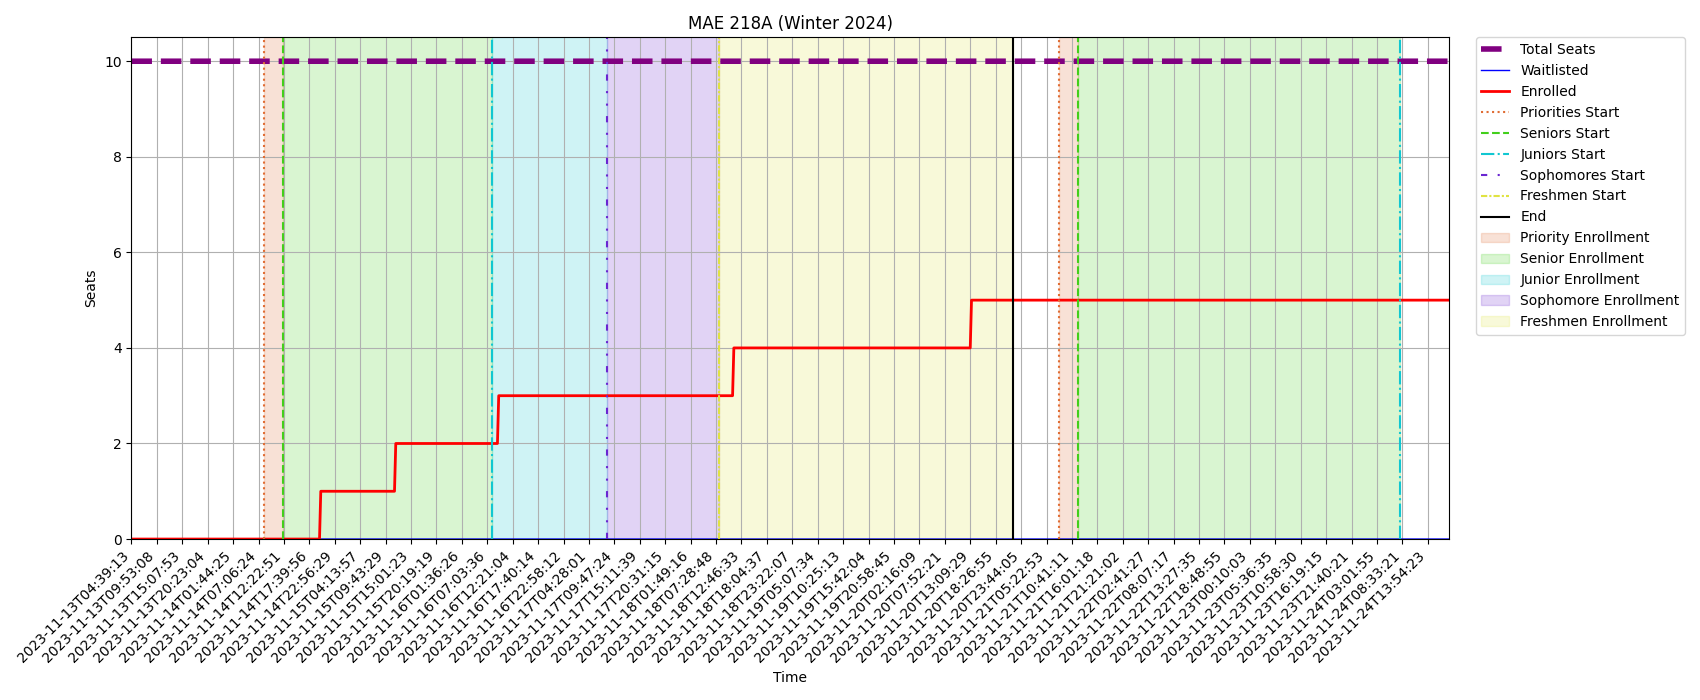 MAE 218A (Winter 2024)
Seats
10
8
6
4
2
0
2023-11-13T04:39:13
2023-11-13T09:53:08
2023-11-13T15:07:53
2023-11-13T20:23:04
2023-11-14T01:44:25
2023-11-14T07:06:24
2023-11-14T12:22:51
2023-11-14T17:39:56
2023-11-14T22:56:29
2023-11-15T04:13:57
2023-11-15T09:43:29
2023-11-15T15:01:23
2023-11-15T20:19:19
2023-11-16T01:36:26
2023-11-16T07:03:36
2023-11-16T12:21:04
2023-11-16T17:40:14
2023-11-16T22:58:12
2023-11-17T04:28:01
2023-11-17T09:47:24
2023-11-17T15:11:39
2023-11-17T20:31:15
2023-11-18T01:49:16
2023-11-18T07:28:48
2023-11-18T12:46:33
2023-11-18T18:04:37
2023-11-18T23:22:07
2023-11-19T05:07:34
2023-11-19T10:25:13
2023-11-19T15:42:04
2023-11-19T20:58:45
2023-11-20T02:16:09
2023-11-20T07:52:21
2023-11-20T13:09:29
2023-11-20T18:26:55
2023-11-20T23:44:05
2023-11-21T05:22:53
2023-11-21T10:41:11
2023-11-21T16:01:18
2023-11-21T21:21:02
2023-11-22T02:41:27
2023-11-22T08:07:17
2023-11-22T13:27:35
2023-11-22T18:48:55
2023-11-23T00:10:03
2023-11-23T05:36:35
2023-11-23T10:58:30
2023-11-23T16:19:15
2023-11-23T21:40:21
2023-11-24T03:01:55
2023-11-24T08:33:21
2023-11-24T13:54:23
Time
Total Seats
Waitlisted
Enrolled
Priorities Start
Seniors Start
Juniors Start
Sophomores Start
Freshmen Start
End
Priority Enrollment
Senior Enrollment
Junior Enrollment
Sophomore Enrollment
Freshmen Enrollment